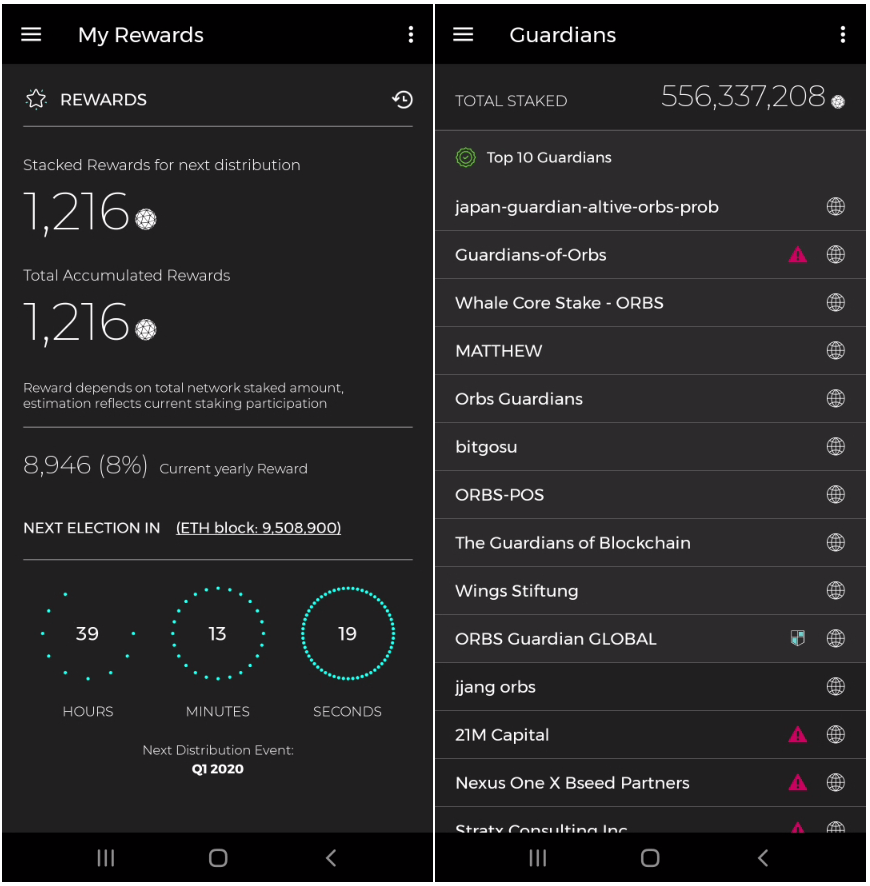 My Rewards
REWARDS
Stacked Rewards for next distribution
1,216
Total Accumulated Rewards
1,216
Reward depends on total network staked amount,
estimation reflects current staking participation
8,946 (8%) Current yearly Reward
NEXT ELECTION IN (ETH block: 9,508,900)
39 13 19
HOURS MINUTES SECONDS
Next Distribution Event:
Q1 2020
Guardians
TOTAL STAKED 556,337,208
Top 10 Guardians
japan-guardian-altive-orbs-prob
Guardians-of-Orbs
Whale Core Stake - ORBS
MATTHEW
Orbs Guardians
bitgosu
ORBS-POS
The Guardians of Blockchain
Wings Stiftung
ORBS Guardian GLOBAL
jjang orbs
21M Capital
Nexus One X Bseed Partners
Stratx Consulting Inc